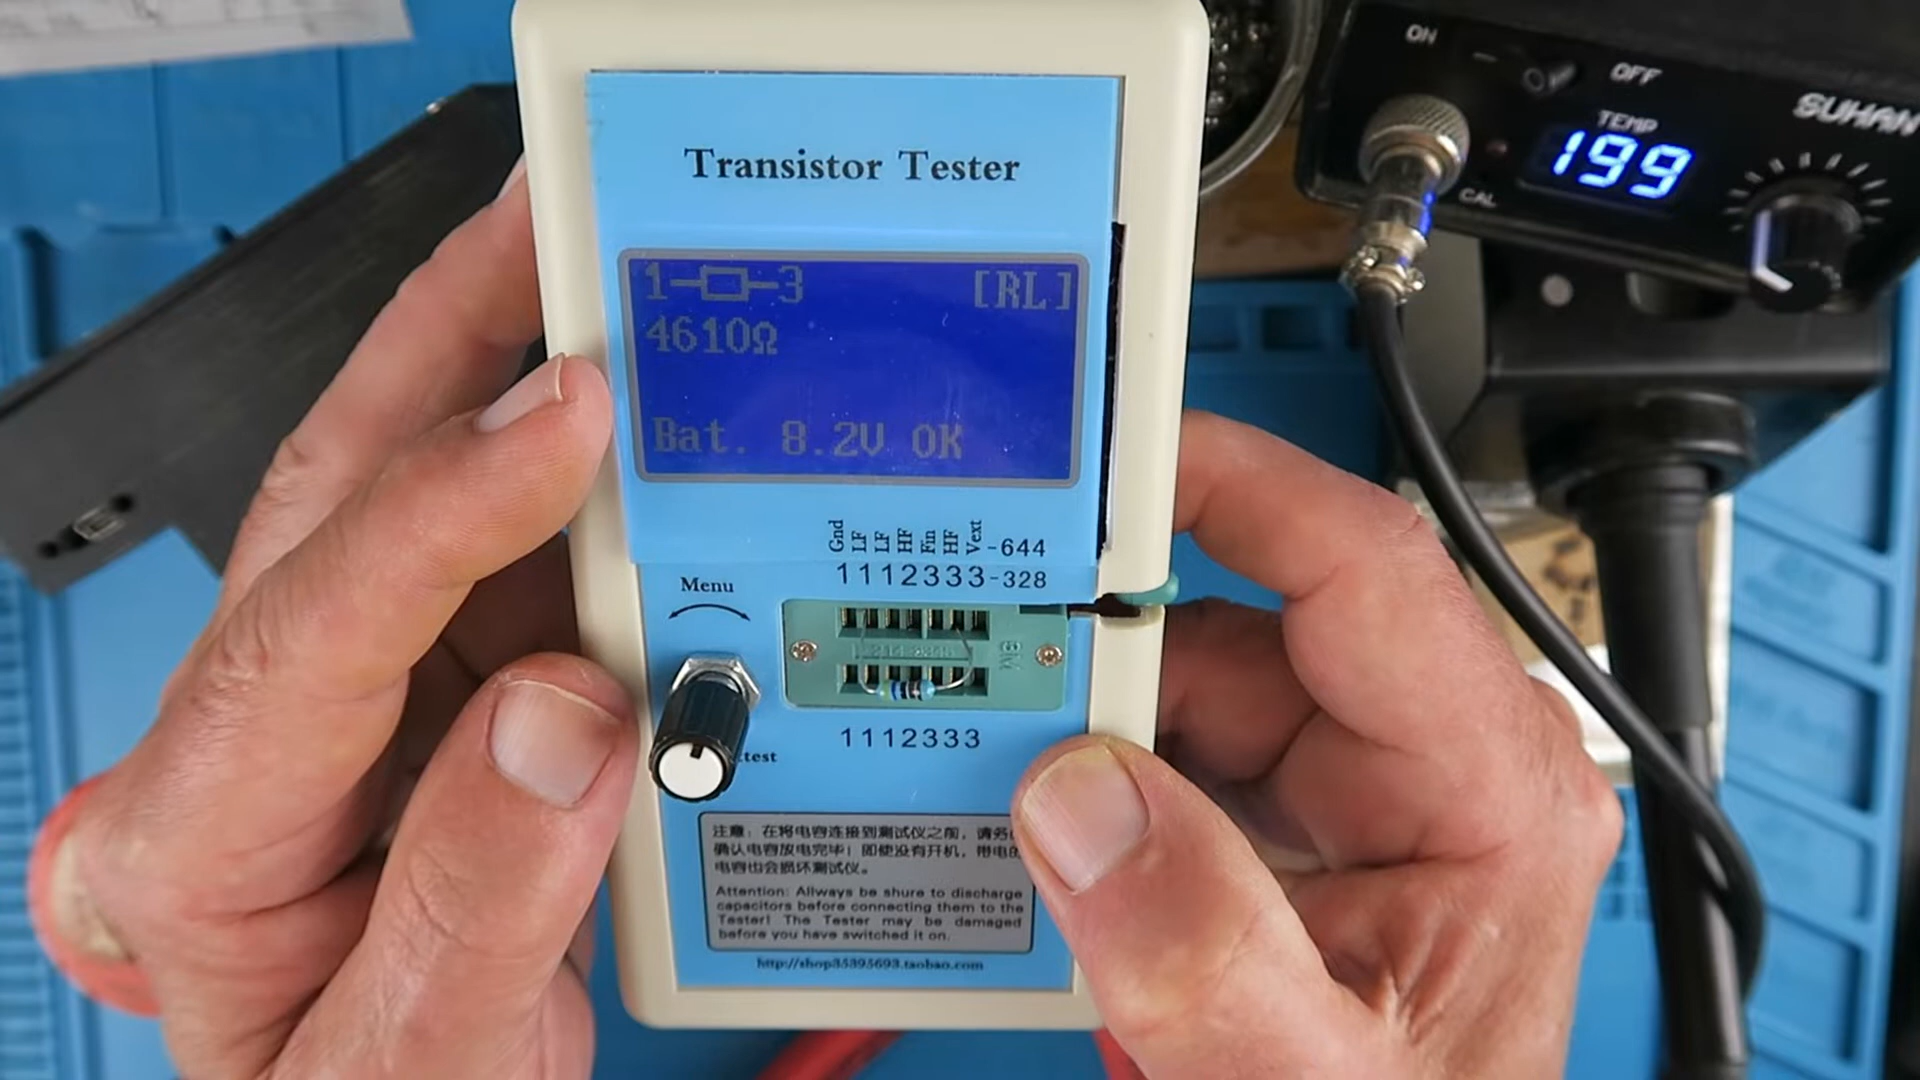 ON
OFF
TEMP
SUHAN
199
CAL
Transistor Tester
1 3 [RL]
4610Ω
Bat. 8.2V OK
Gnd LF LF HF Fin HF Vext -644
1112333-328
Menu
test
1112333
注意：在将电容连接到测试仪之前，请务
确认电容放电完毕！即使没有开机，带电的
电容也会损坏测试仪。
Attention: Allways be shure to discharge
capacitors before connecting them to the
Tester! The Tester may be damaged
before you have switched it on.
http://shop35395693.taobao.com